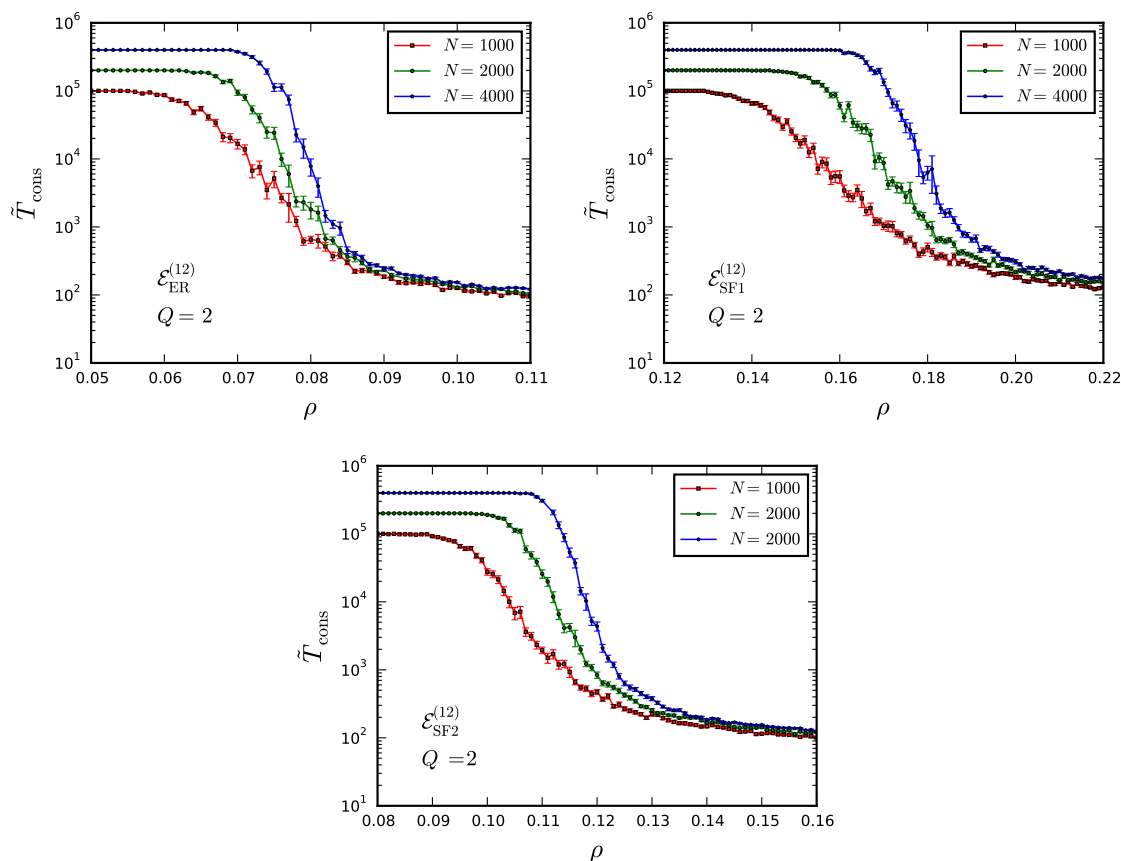 10^6
10^5
10^4
10^3
10^2
10^1
T̃_cons
N = 1000
N = 2000
N = 4000
ℰ_ER^(12)
Q = 2
0.05 0.06 0.07 0.08 0.09 0.10 0.11
ρ
10^6
10^5
10^4
10^3
10^2
10^1
T̃_cons
N = 1000
N = 2000
N = 4000
ℰ_SF1^(12)
Q = 2
0.12 0.14 0.16 0.18 0.20 0.22
ρ
10^6
10^5
10^4
10^3
10^2
10^1
T̃_cons
N = 1000
N = 2000
N = 2000
ℰ_SF2^(12)
Q = 2
0.08 0.09 0.10 0.11 0.12 0.13 0.14 0.15 0.16
ρ